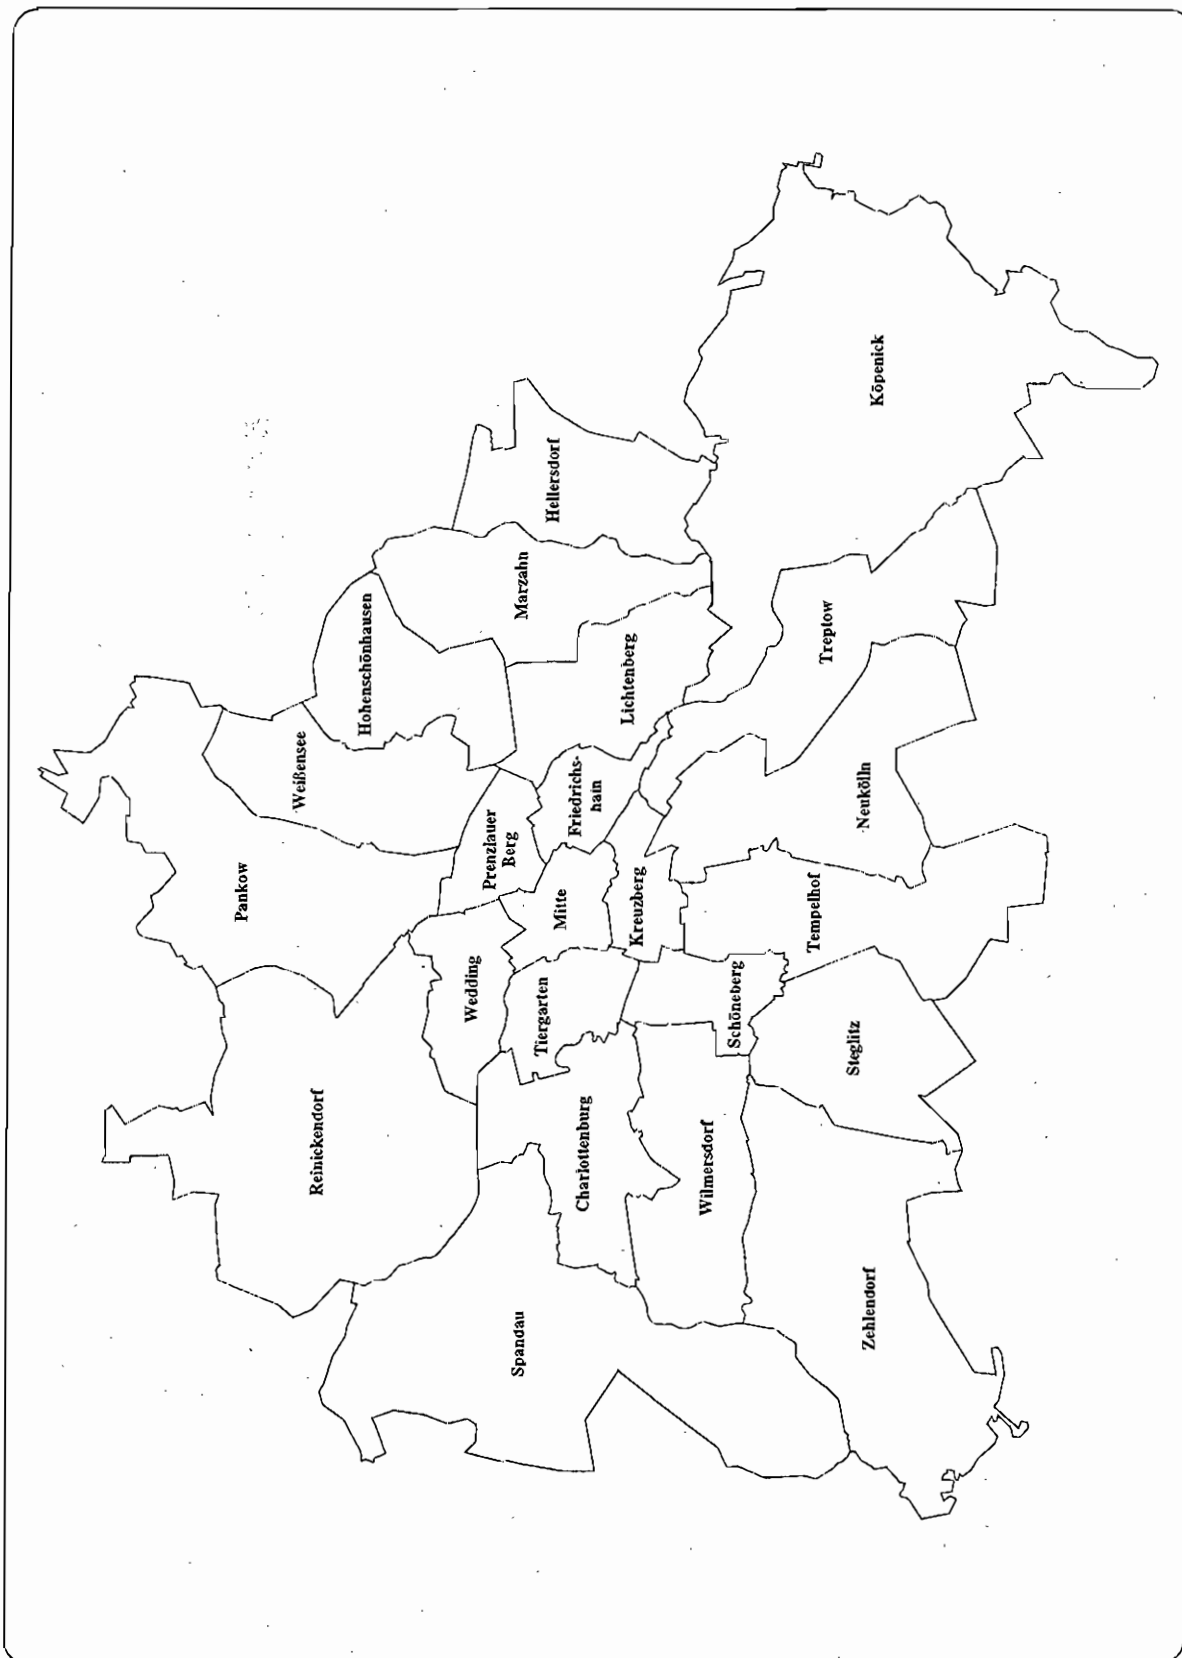 Pankow
Weißensee
Reinickendorf
Hohenschönhausen
Wedding
Prenzlauer
Berg
Spandau
Marzahn
Tiergarten
Hellersdorf
Mitte
Friedrichs-
hain
Charlottenburg
Lichtenberg
Kreuzberg
Wilmersdorf
Schöneberg
Tempelhof
Treptow
Steglitz
Neukölln
Zehlendorf
Köpenick